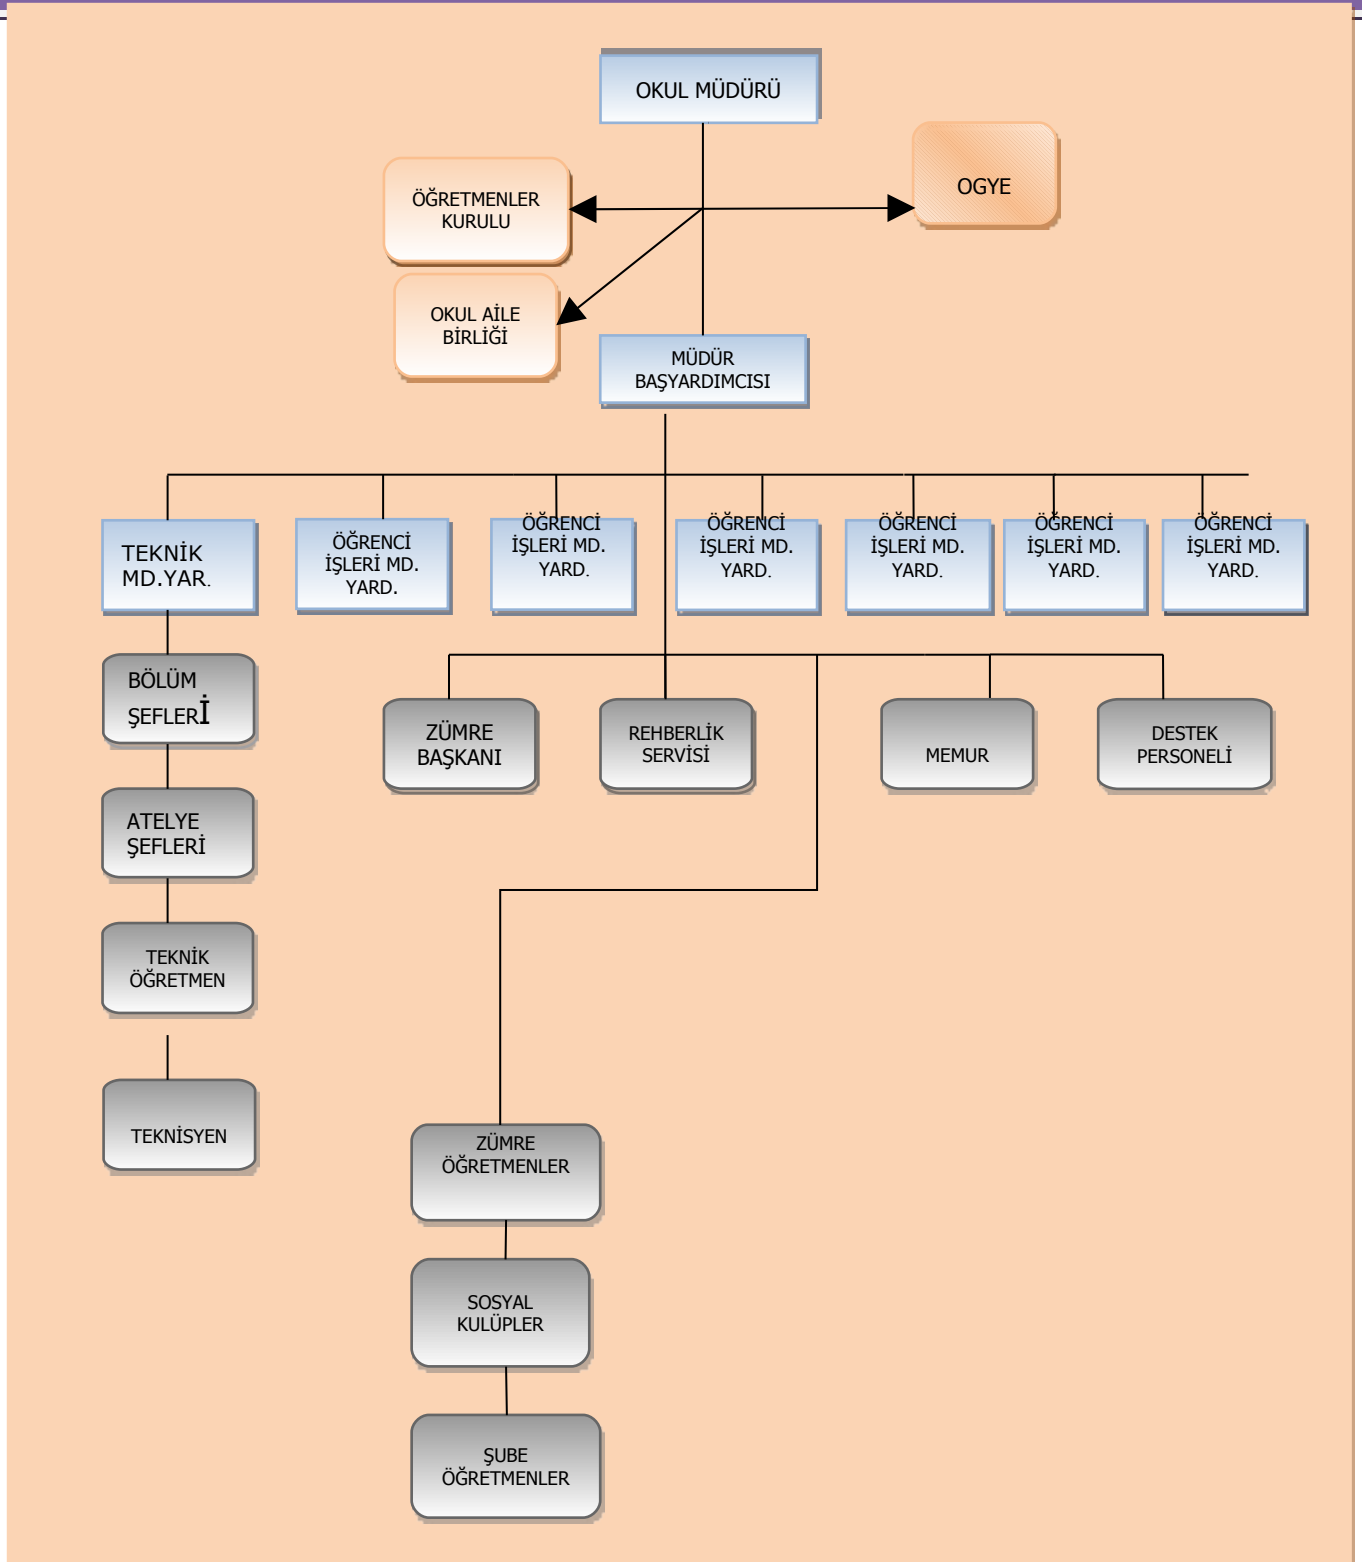 OKUL MÜDÜRÜ
OGYE
ÖĞRETMENLER
KURULU
OKUL AİLE
BİRLİĞİ
MÜDÜR
BAŞYARDIMCISI
TEKNİK
MD.YAR.
ÖĞRENCİ
İŞLERİ MD.
YARD.
ÖĞRENCİ
İŞLERİ MD.
YARD.
ÖĞRENCİ
İŞLERİ MD.
YARD.
ÖĞRENCİ
İŞLERİ MD.
YARD.
ÖĞRENCİ
İŞLERİ MD.
YARD.
ÖĞRENCİ
İŞLERİ MD.
YARD.
BÖLÜM
ŞEFLERİ
ZÜMRE
BAŞKANI
REHBERLİK
SERVİSİ
MEMUR
DESTEK
PERSONELİ
ATELYE
ŞEFLERİ
TEKNİK
ÖĞRETMEN
TEKNİSYEN
ZÜMRE
ÖĞRETMENLER
SOSYAL
KULÜPLER
ŞUBE
ÖĞRETMENLER